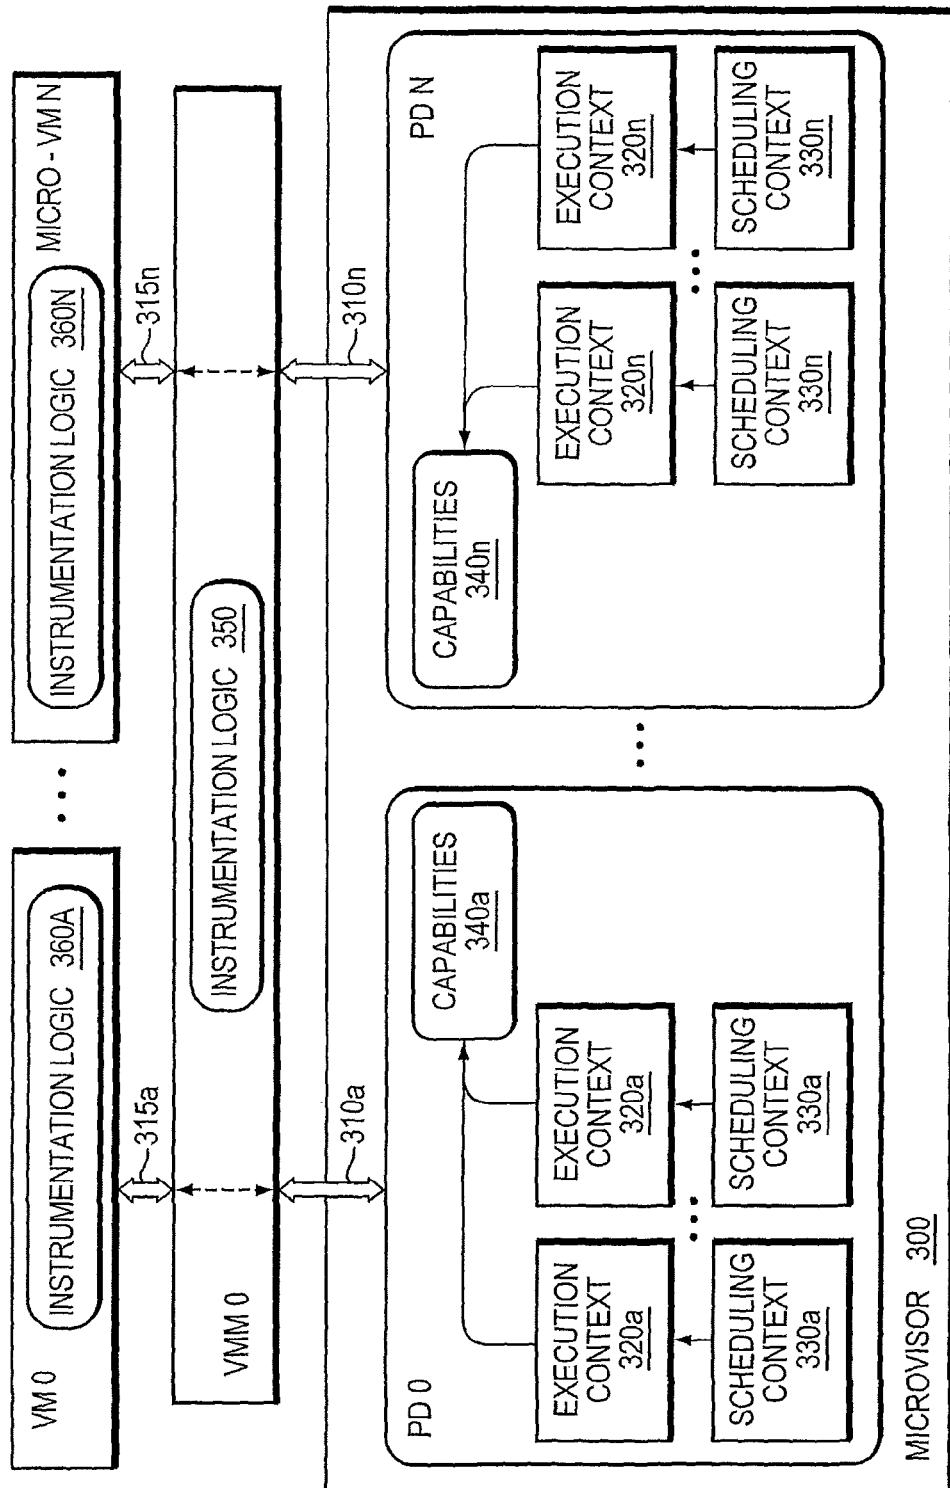 VM 0
INSTRUMENTATION LOGIC 360A
MICRO - VM N
INSTRUMENTATION LOGIC 360N
315a
315n
VMM 0
INSTRUMENTATION LOGIC 350
310a
310n
PD 0
CAPABILITIES
340a
EXECUTION
CONTEXT
320a
EXECUTION
CONTEXT
320a
SCHEDULING
CONTEXT
330a
SCHEDULING
CONTEXT
330a
PD N
CAPABILITIES
340n
EXECUTION
CONTEXT
320n
EXECUTION
CONTEXT
320n
SCHEDULING
CONTEXT
330n
SCHEDULING
CONTEXT
330n
MICROVISOR 300